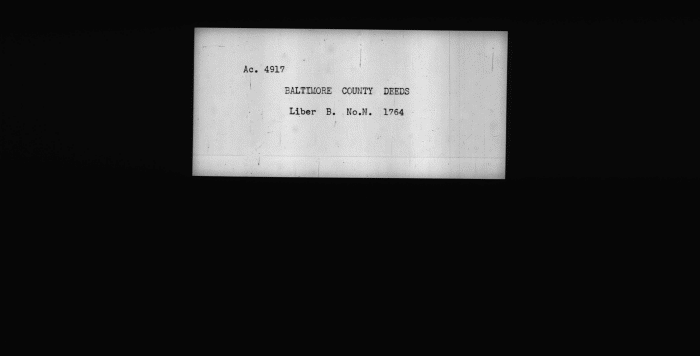 Ac. 4917
BALTIMORE COUNTY DEEDS
Liber B. No.N. 1764